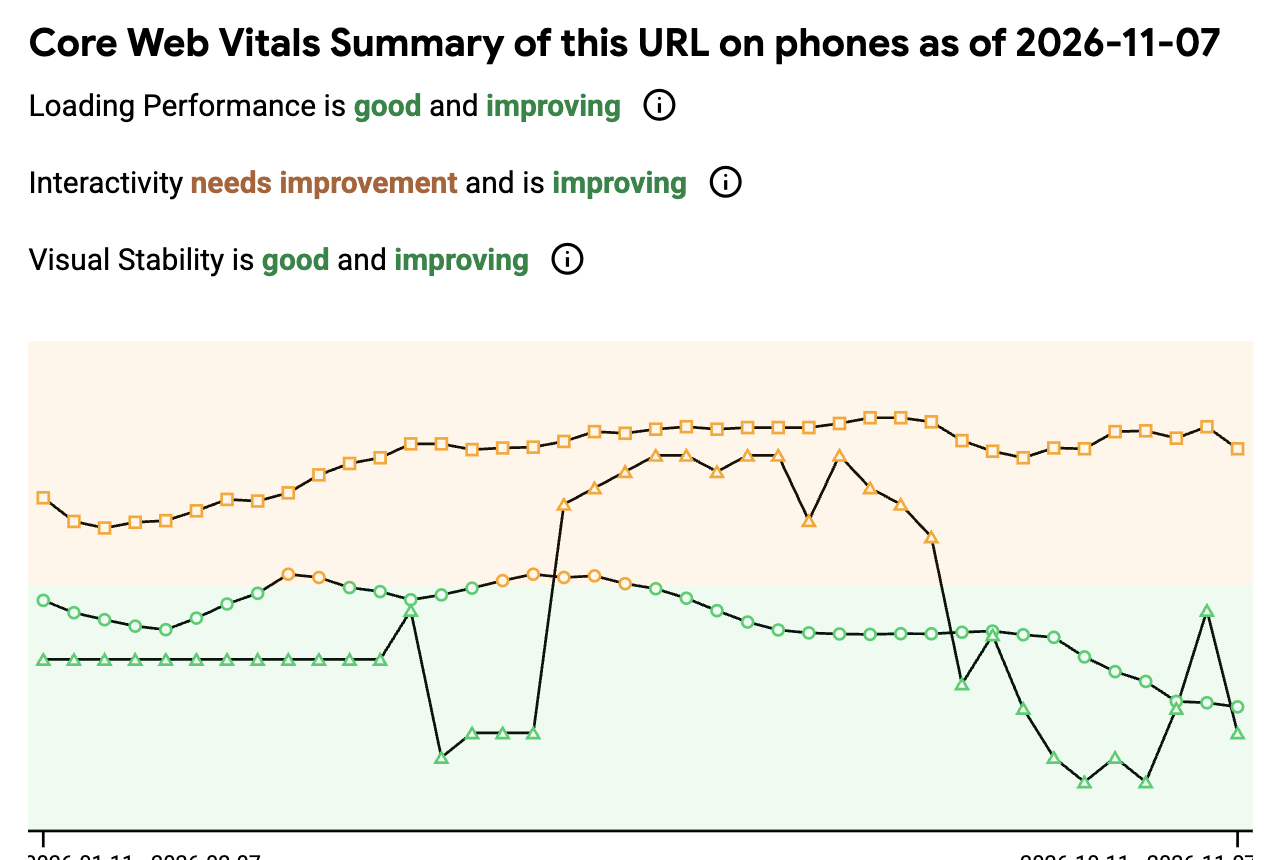 Core Web Vitals Summary of this URL on phones as of 2026-11-07
Loading Performance is good and improving
Interactivity needs improvement and is improving
Visual Stability is good and improving